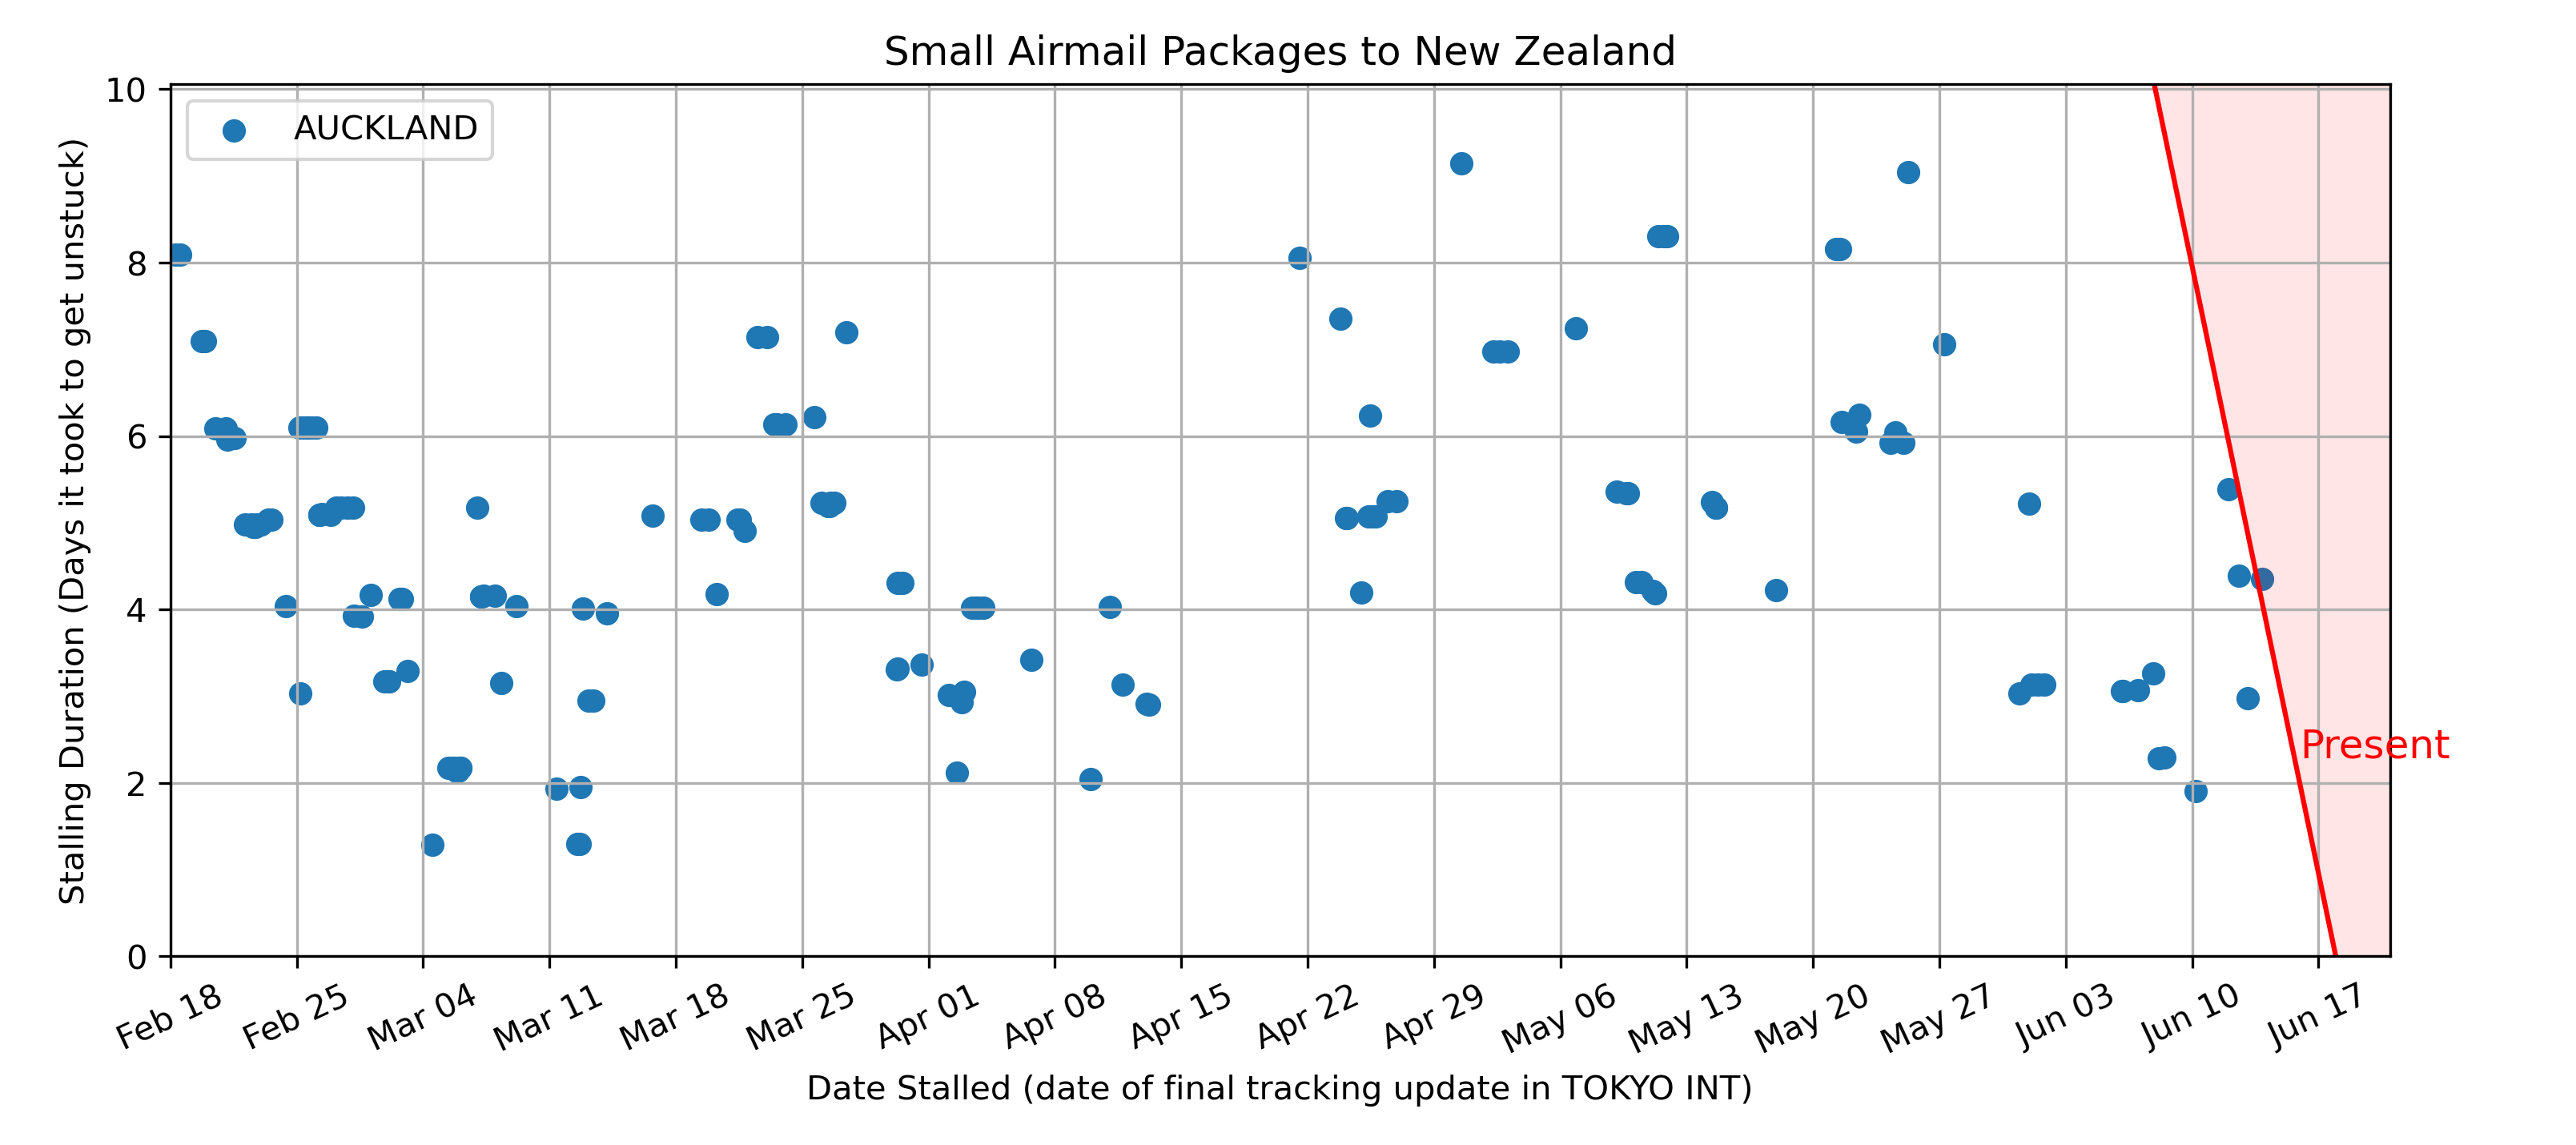 Small Airmail Packages to New Zealand
AUCKLAND
Stalling Duration (Days it took to get unstuck)
10
8
6
4
2
0
Present
Feb 18
Feb 25
Mar 04
Mar 11
Mar 18
Mar 25
Apr 01
Apr 08
Apr 15
Apr 22
Apr 29
May 06
May 13
May 20
May 27
Jun 03
Jun 10
Jun 17
Date Stalled (date of final tracking update in TOKYO INT)